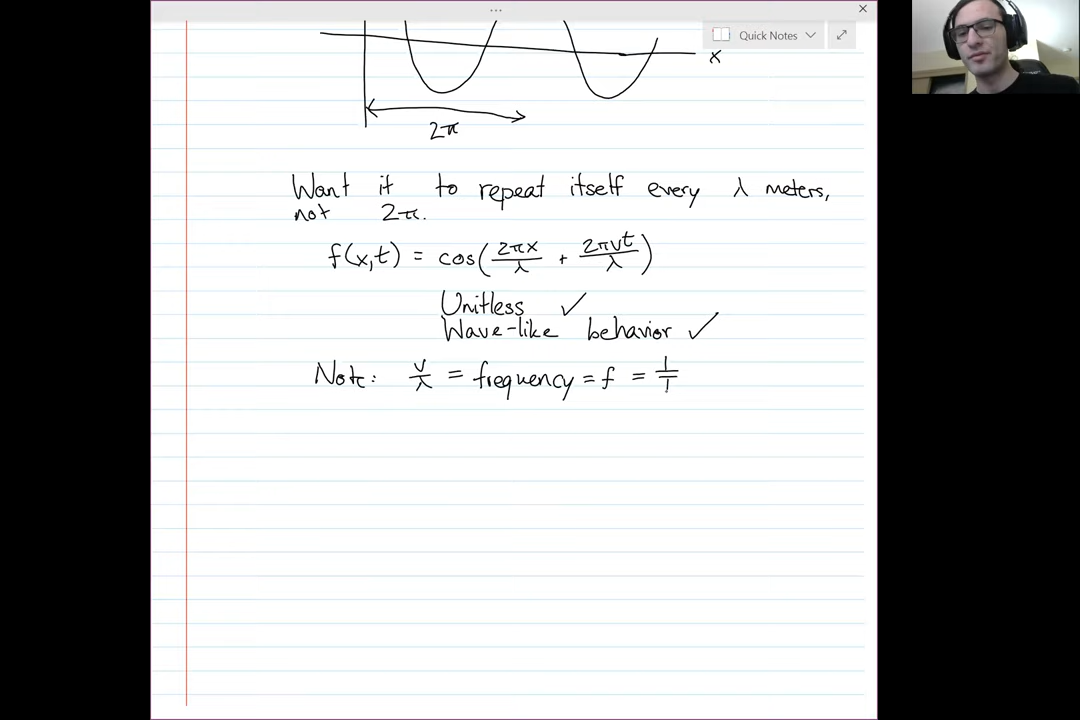 Quick Notes
x
2π
Want it to repeat itself every λ meters,
not 2π.
f(x,t) = cos(2πx/λ + 2πvt/λ)
Unitless ✓
Wave-like behavior ✓
Note: v/λ = frequency = f = 1/T